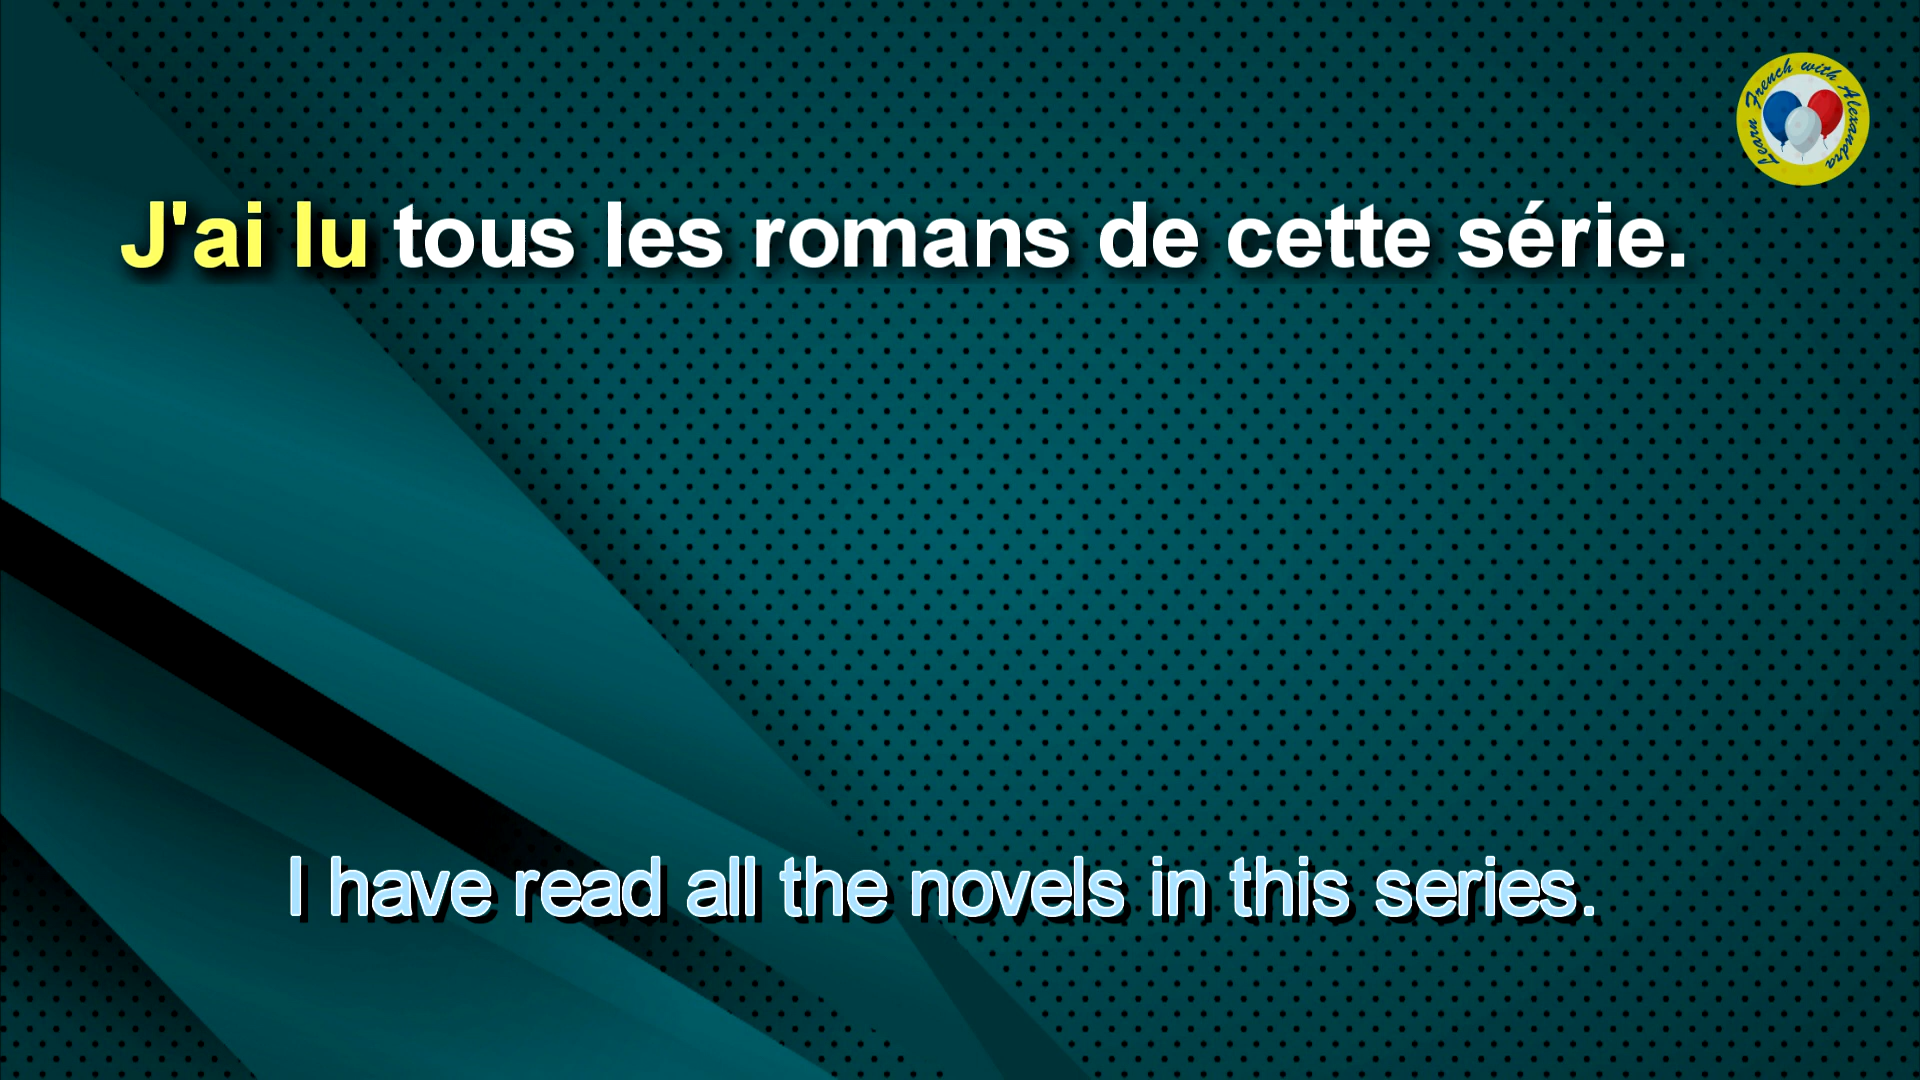 Learn French with Alexandra
J'ai lu tous les romans de cette série.
I have read all the novels in this series.